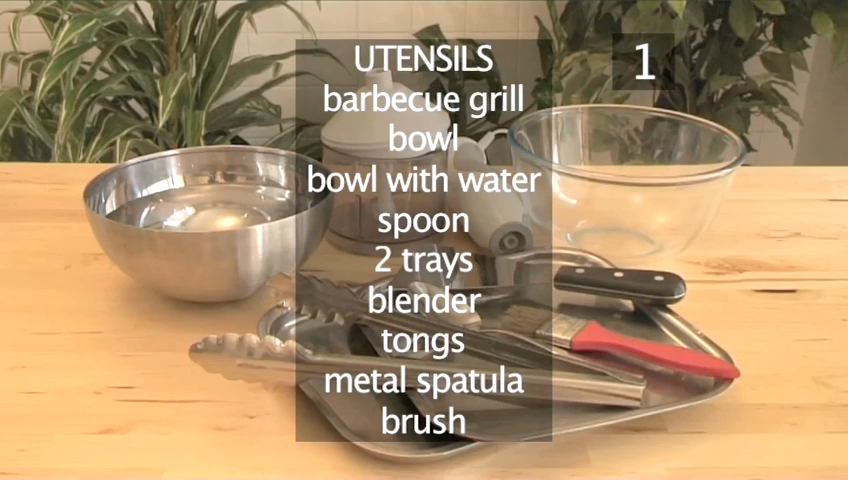 UTENSILS
1
barbecue grill
bowl
bowl with water
spoon
2 trays
blender
tongs
metal spatula
brush